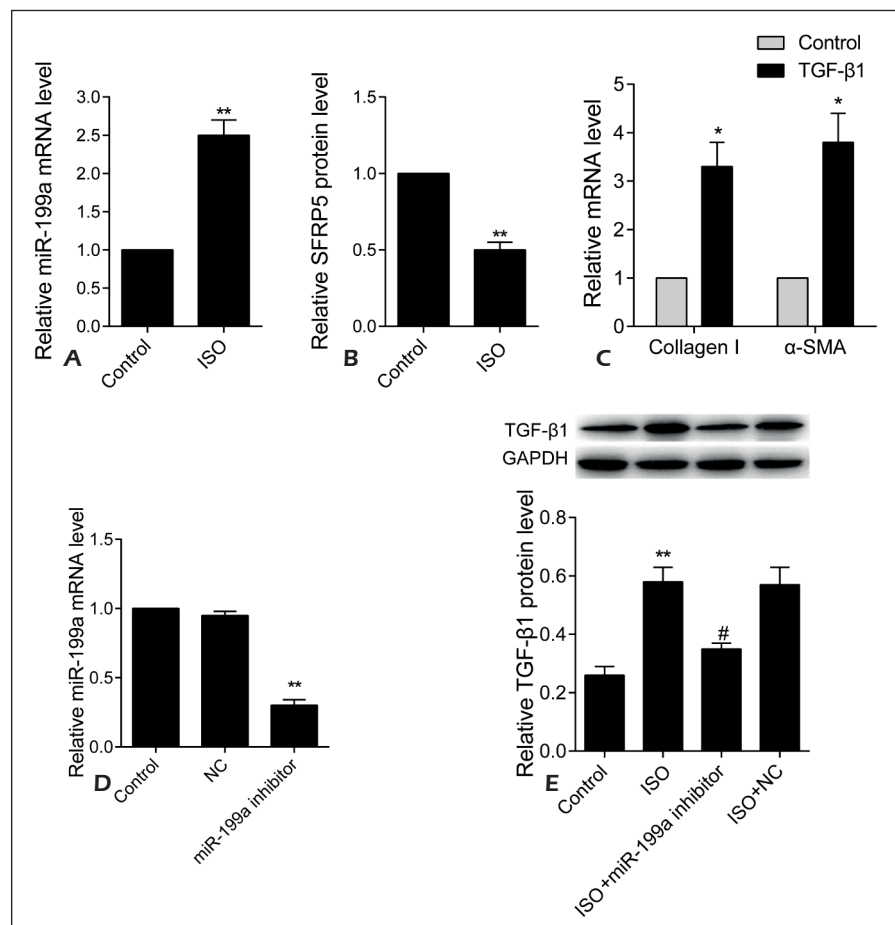 Relative miR-199a mRNA level
3.0
2.5
2.0
1.5
1.0
0.5
0.0
**
Control
ISO
A
Relative SFRP5 protein level
1.5
1.0
0.5
0.0
**
Control
ISO
B
Control
TGF-β1
Relative mRNA level
5
4
3
2
1
0
*
*
Collagen I
α-SMA
C
Relative miR-199a mRNA level
1.5
1.0
0.5
0.0
**
Control
NC
miR-199a inhibitor
D
TGF-β1
GAPDH
Relative TGF-β1 protein level
0.8
0.6
0.4
0.2
0.0
**
#
Control
ISO
ISO+miR-199a inhibitor
ISO+NC
E